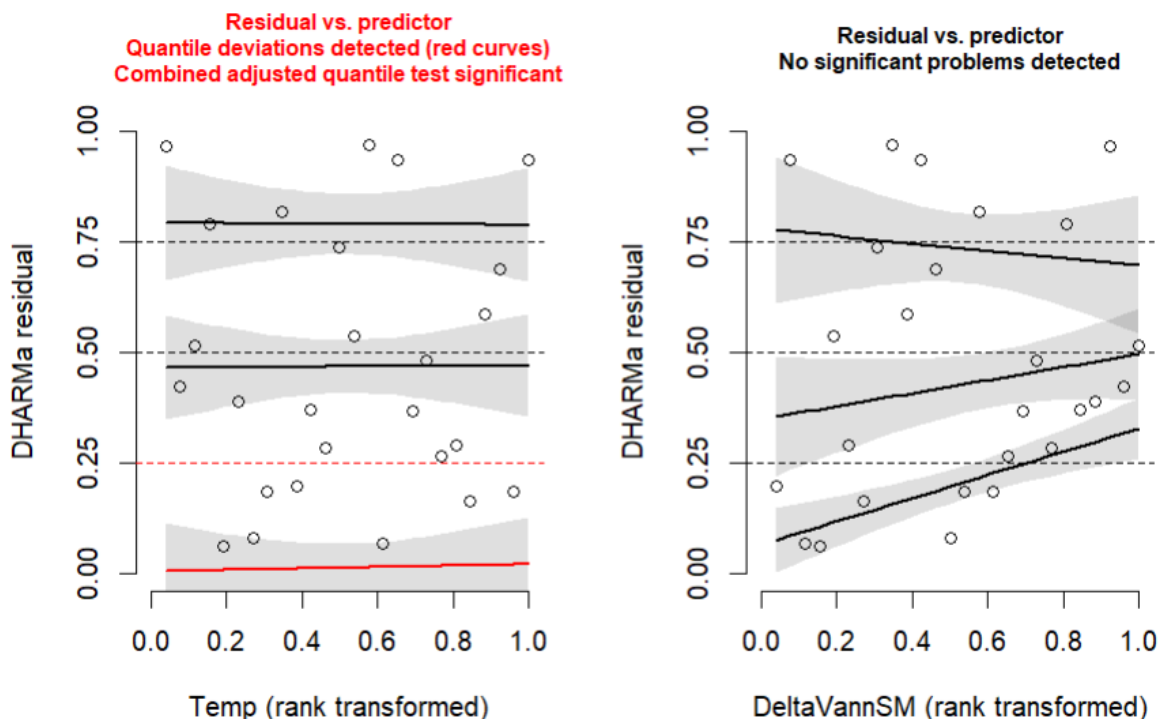 Residual vs. predictor
Quantile deviations detected (red curves)
Combined adjusted quantile test significant
DHARMa residual
1.00
0.75
0.50
0.25
0.00
0.0 0.2 0.4 0.6 0.8 1.0
Temp (rank transformed)
Residual vs. predictor
No significant problems detected
DHARMa residual
1.00
0.75
0.50
0.25
0.00
0.0 0.2 0.4 0.6 0.8 1.0
DeltaVannSM (rank transformed)